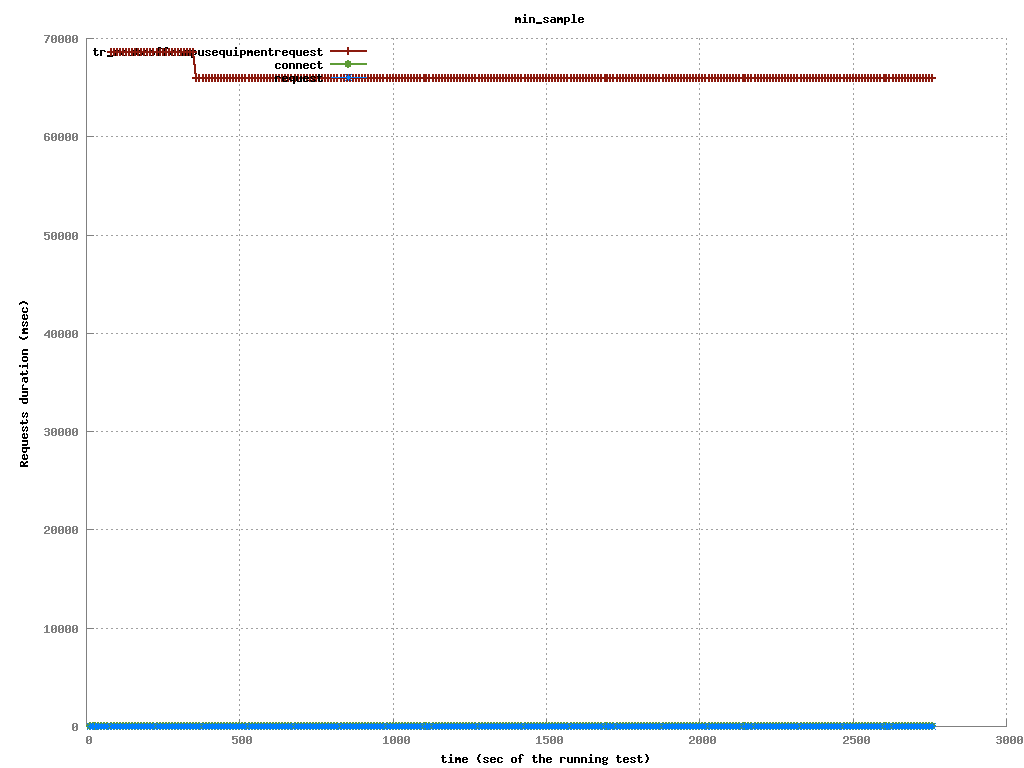 min_sample
70000
60000
50000
40000
30000
20000
10000
0
connect
request
Requests duration (msec)
0 500 1000 1500 2000 2500 3000
time (sec of the running test)